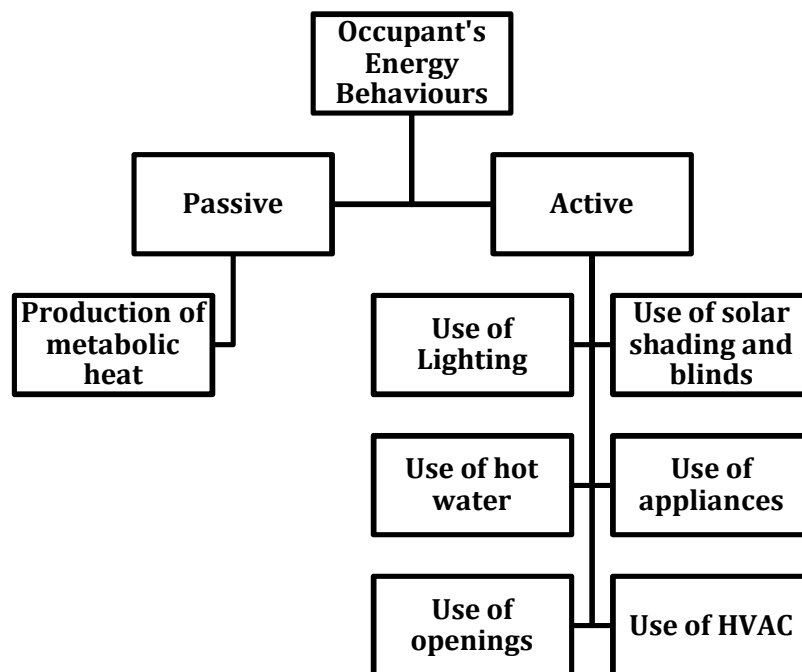 Occupant's
Energy
Behaviours
Passive
Active
Production of
metabolic
heat
Use of
Lighting
Use of solar
shading and
blinds
Use of hot
water
Use of
appliances
Use of
openings
Use of HVAC